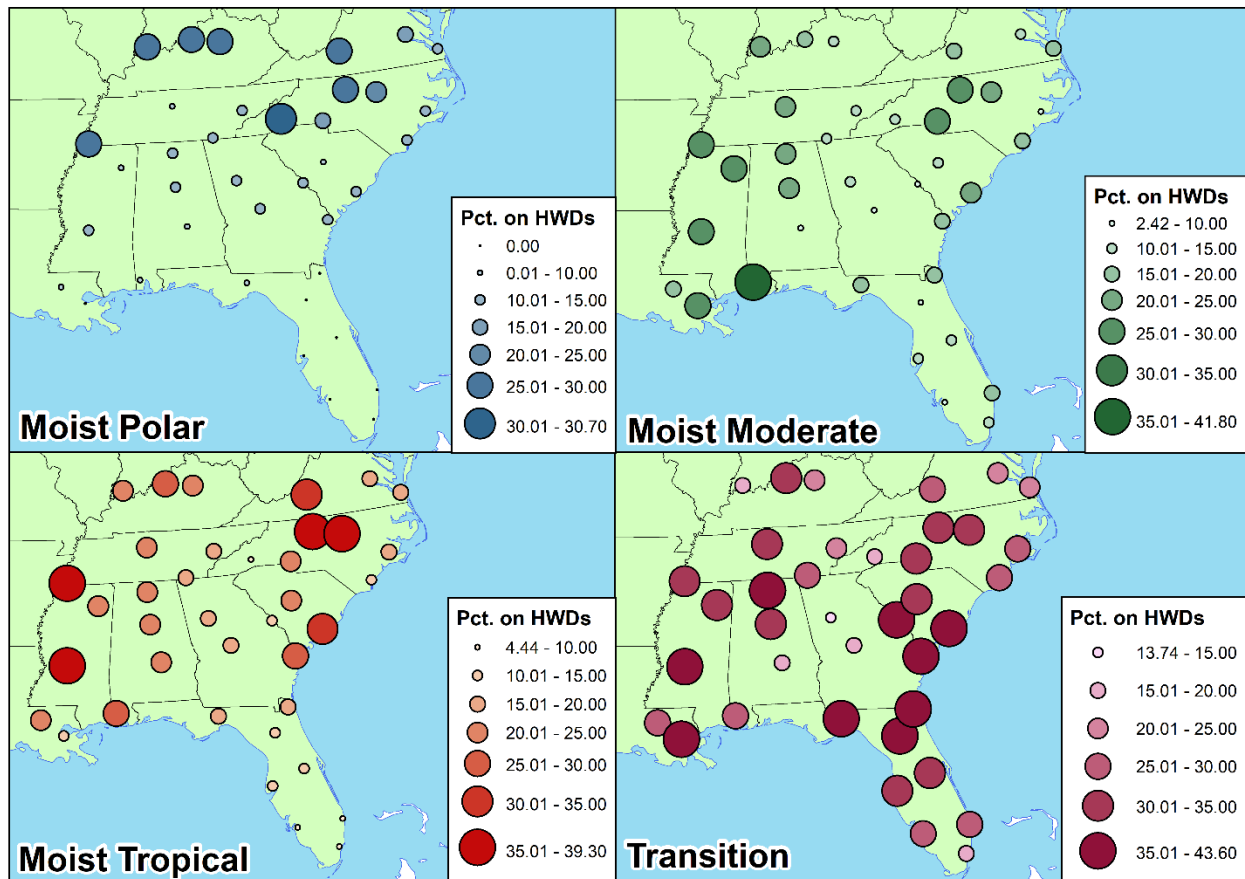 Pct. on HWDs
0.00
0.01 - 10.00
10.01 - 15.00
15.01 - 20.00
20.01 - 25.00
25.01 - 30.00
30.01 - 30.70
Moist Polar
Pct. on HWDs
2.42 - 10.00
10.01 - 15.00
15.01 - 20.00
20.01 - 25.00
25.01 - 30.00
30.01 - 35.00
35.01 - 41.80
Moist Moderate
Pct. on HWDs
4.44 - 10.00
10.01 - 15.00
15.01 - 20.00
20.01 - 25.00
25.01 - 30.00
30.01 - 35.00
35.01 - 39.30
Moist Tropical
Pct. on HWDs
13.74 - 15.00
15.01 - 20.00
20.01 - 25.00
25.01 - 30.00
30.01 - 35.00
35.01 - 43.60
Transition